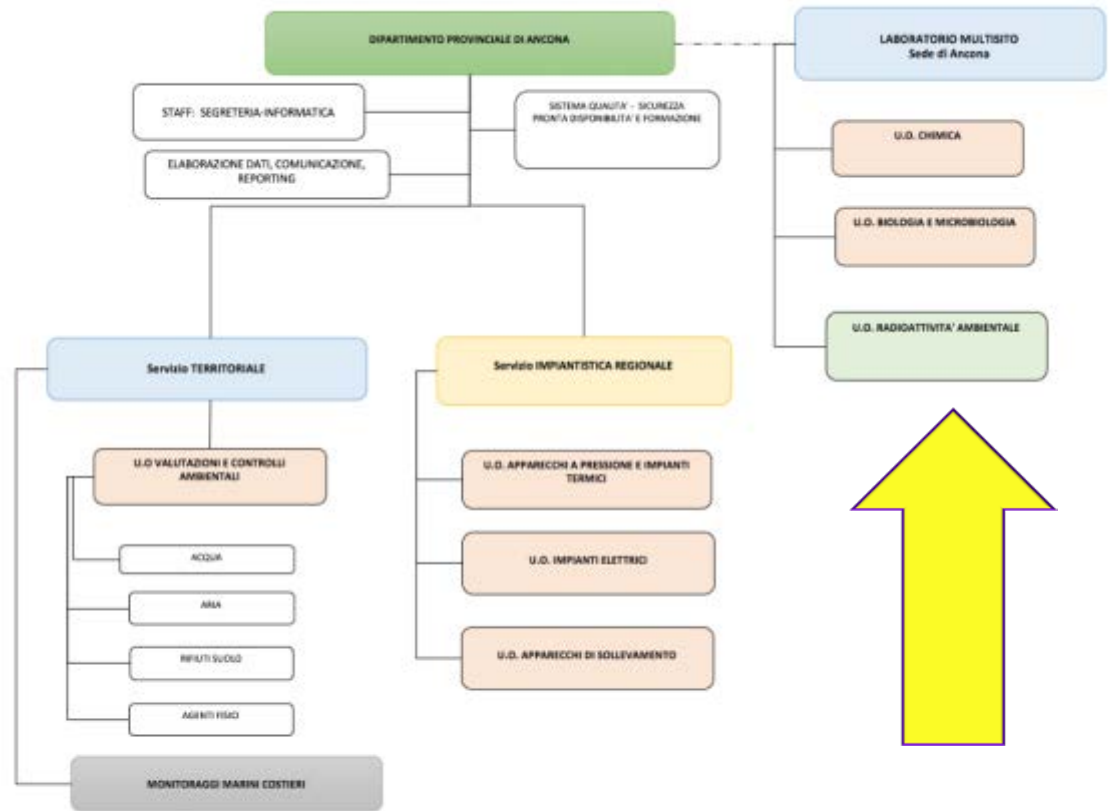 DIPARTIMENTO PROVINCIALE DI ANCONA
LABORATORIO MULTISITO
Sede di Ancona
STAFF: SEGRETERIA-INFORMATICA
SISTEMA QUALITA' - SICUREZZA
PRONTA DISPONIBILITA' E FORMAZIONE
ELABORAZIONE DATI, COMUNICAZIONE,
REPORTING
U.O. CHIMICA
U.O. BIOLOGIA E MICROBIOLOGIA
U.O. RADIOATTIVITA' AMBIENTALE
Servizio TERRITORIALE
Servizio IMPIANTISTICA REGIONALE
U.O VALUTAZIONI E CONTROLLI
AMBIENTALI
ACQUA
ARIA
RIFIUTI SUOLO
AGENTI FISICI
U.O. APPARECCHI A PRESSIONE E IMPIANTI
TERMICI
U.O. IMPIANTI ELETTRICI
U.O. APPARECCHI DI SOLLEVAMENTO
MONITORAGGI MARINI COSTIERI